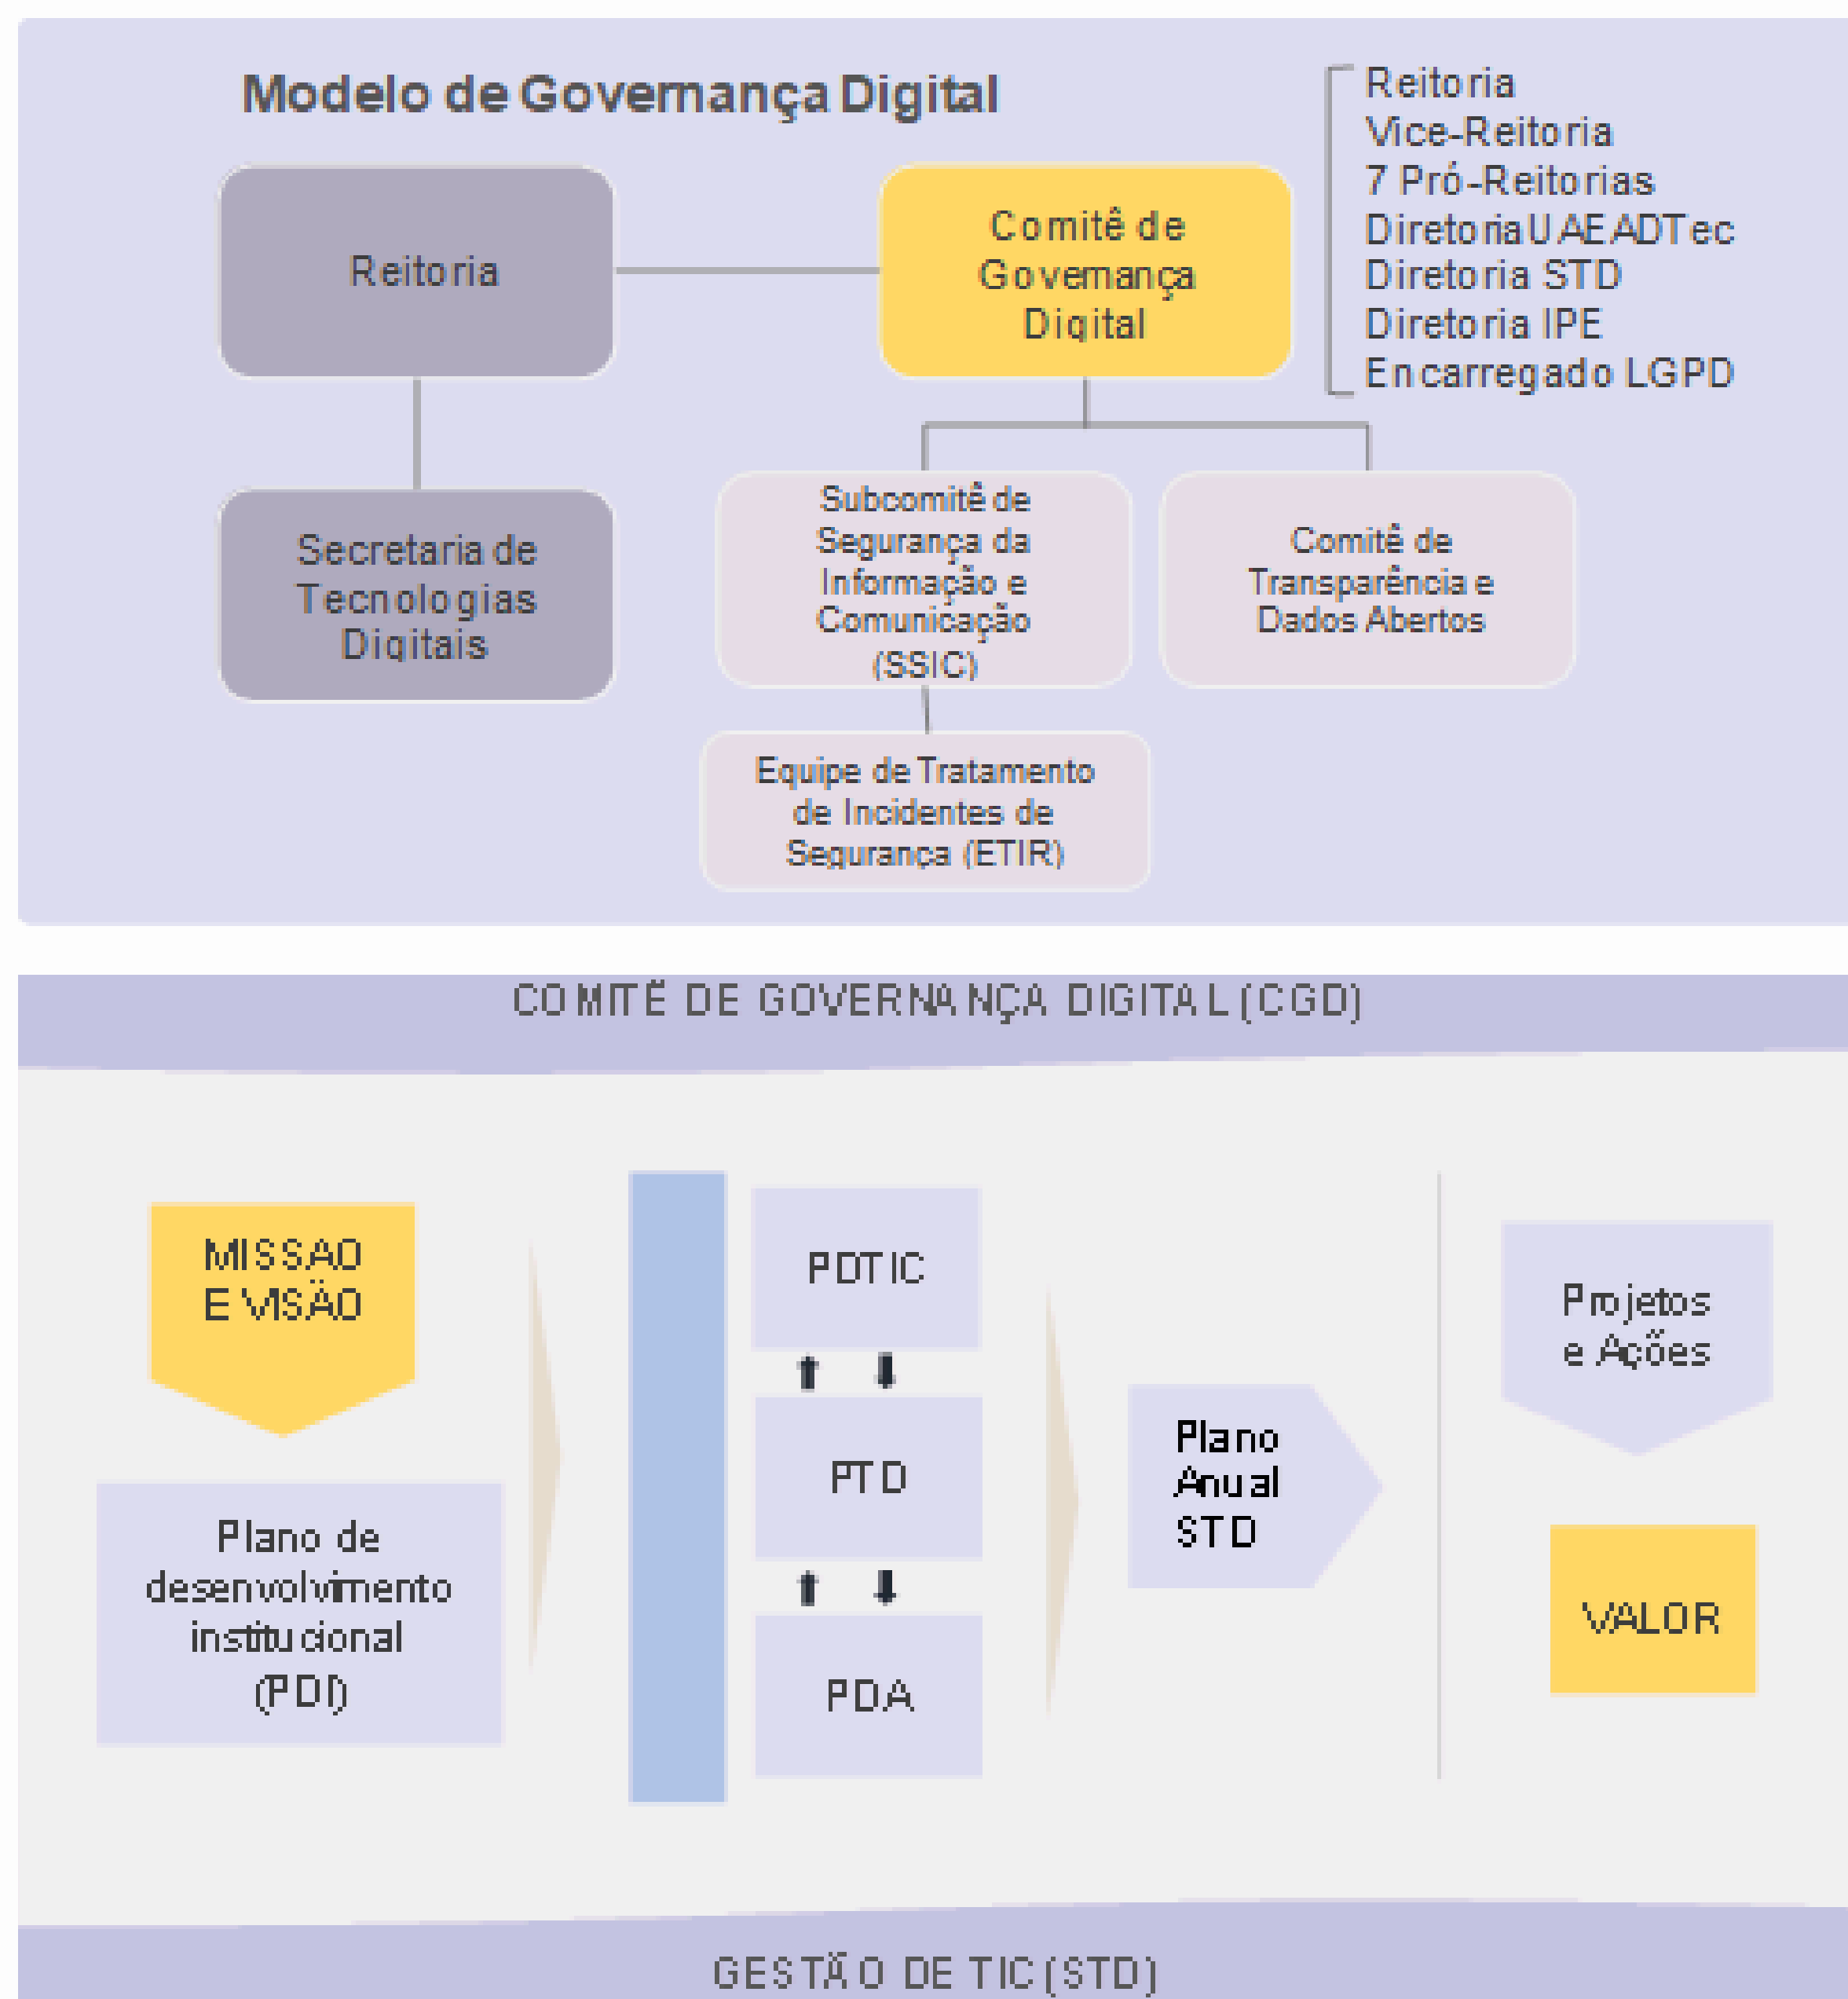 Modelo de Governança Digital
Reitoria
Comitê de
Governança
Digital
Reitoria
Vice-Reitoria
7 Pró-Reitorias
Diretoria UAEADTec
Diretoria STD
Diretoria IPE
Encarregado LGPD
Secretaria de
Tecnologias
Digitais
Subcomitê de
Segurança da
Informação e
Comunicação
(SSIC)
Comitê de
Transparência e
Dados Abertos
Equipe de Tratamento
de Incidentes de
Segurança (ETIR)
COMITÊ DE GOVERNANÇA DIGITAL (CGD)
MISSAO
E VISÃO
Plano de
desenvolvimento
institucional
(PDI)
PDTIC
PTD
PDA
Plano
Anual
STD
Projetos
e Ações
VALOR
GESTÃO DE TIC (STD)